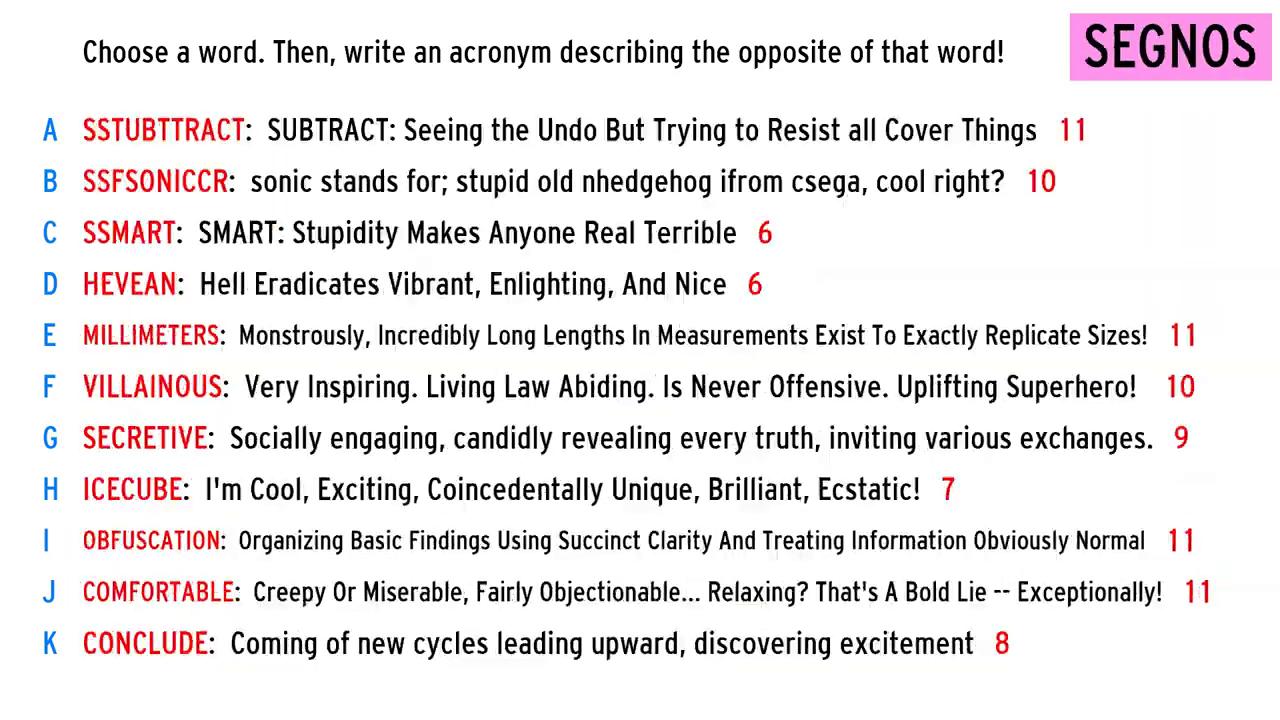 Choose a word. Then, write an acronym describing the opposite of that word!
SEGNOS
A SSTUBTTRACT: SUBTRACT: Seeing the Undo But Trying to Resist all Cover Things 11
B SSFSONICCR: sonic stands for; stupid old nhedgehog ifrom csega, cool right? 10
C SSMART: SMART: Stupidity Makes Anyone Real Terrible 6
D HEVEAN: Hell Eradicates Vibrant, Enlighting, And Nice 6
E MILLIMETERS: Monstrously, Incredibly Long Lengths In Measurements Exist To Exactly Replicate Sizes! 11
F VILLAINOUS: Very Inspiring. Living Law Abiding. Is Never Offensive. Uplifting Superhero! 10
G SECRETIVE: Socially engaging, candidly revealing every truth, inviting various exchanges. 9
H ICECUBE: I'm Cool, Exciting, Coincedentally Unique, Brilliant, Ecstatic! 7
I OBFUSCATION: Organizing Basic Findings Using Succinct Clarity And Treating Information Obviously Normal 11
J COMFORTABLE: Creepy Or Miserable, Fairly Objectionable... Relaxing? That's A Bold Lie -- Exceptionally! 11
K CONCLUDE: Coming of new cycles leading upward, discovering excitement 8